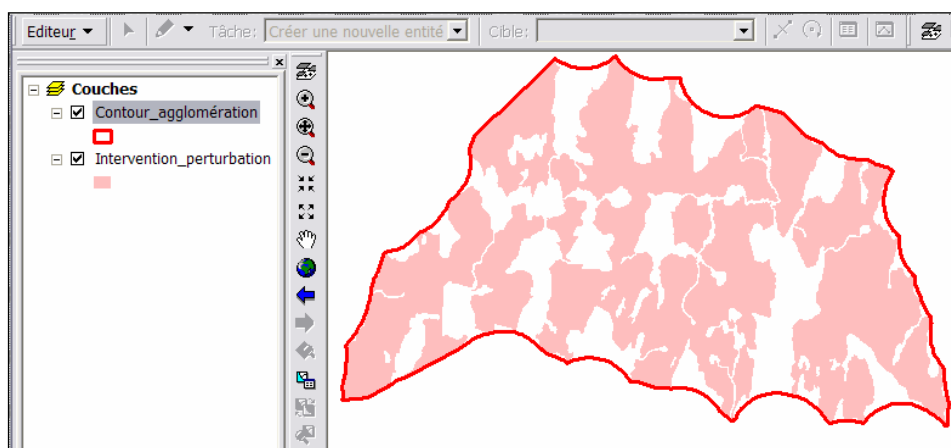 Editeur Tâche: Créer une nouvelle entité Cible:
Couches
Contour_agglomération
Intervention_perturbation